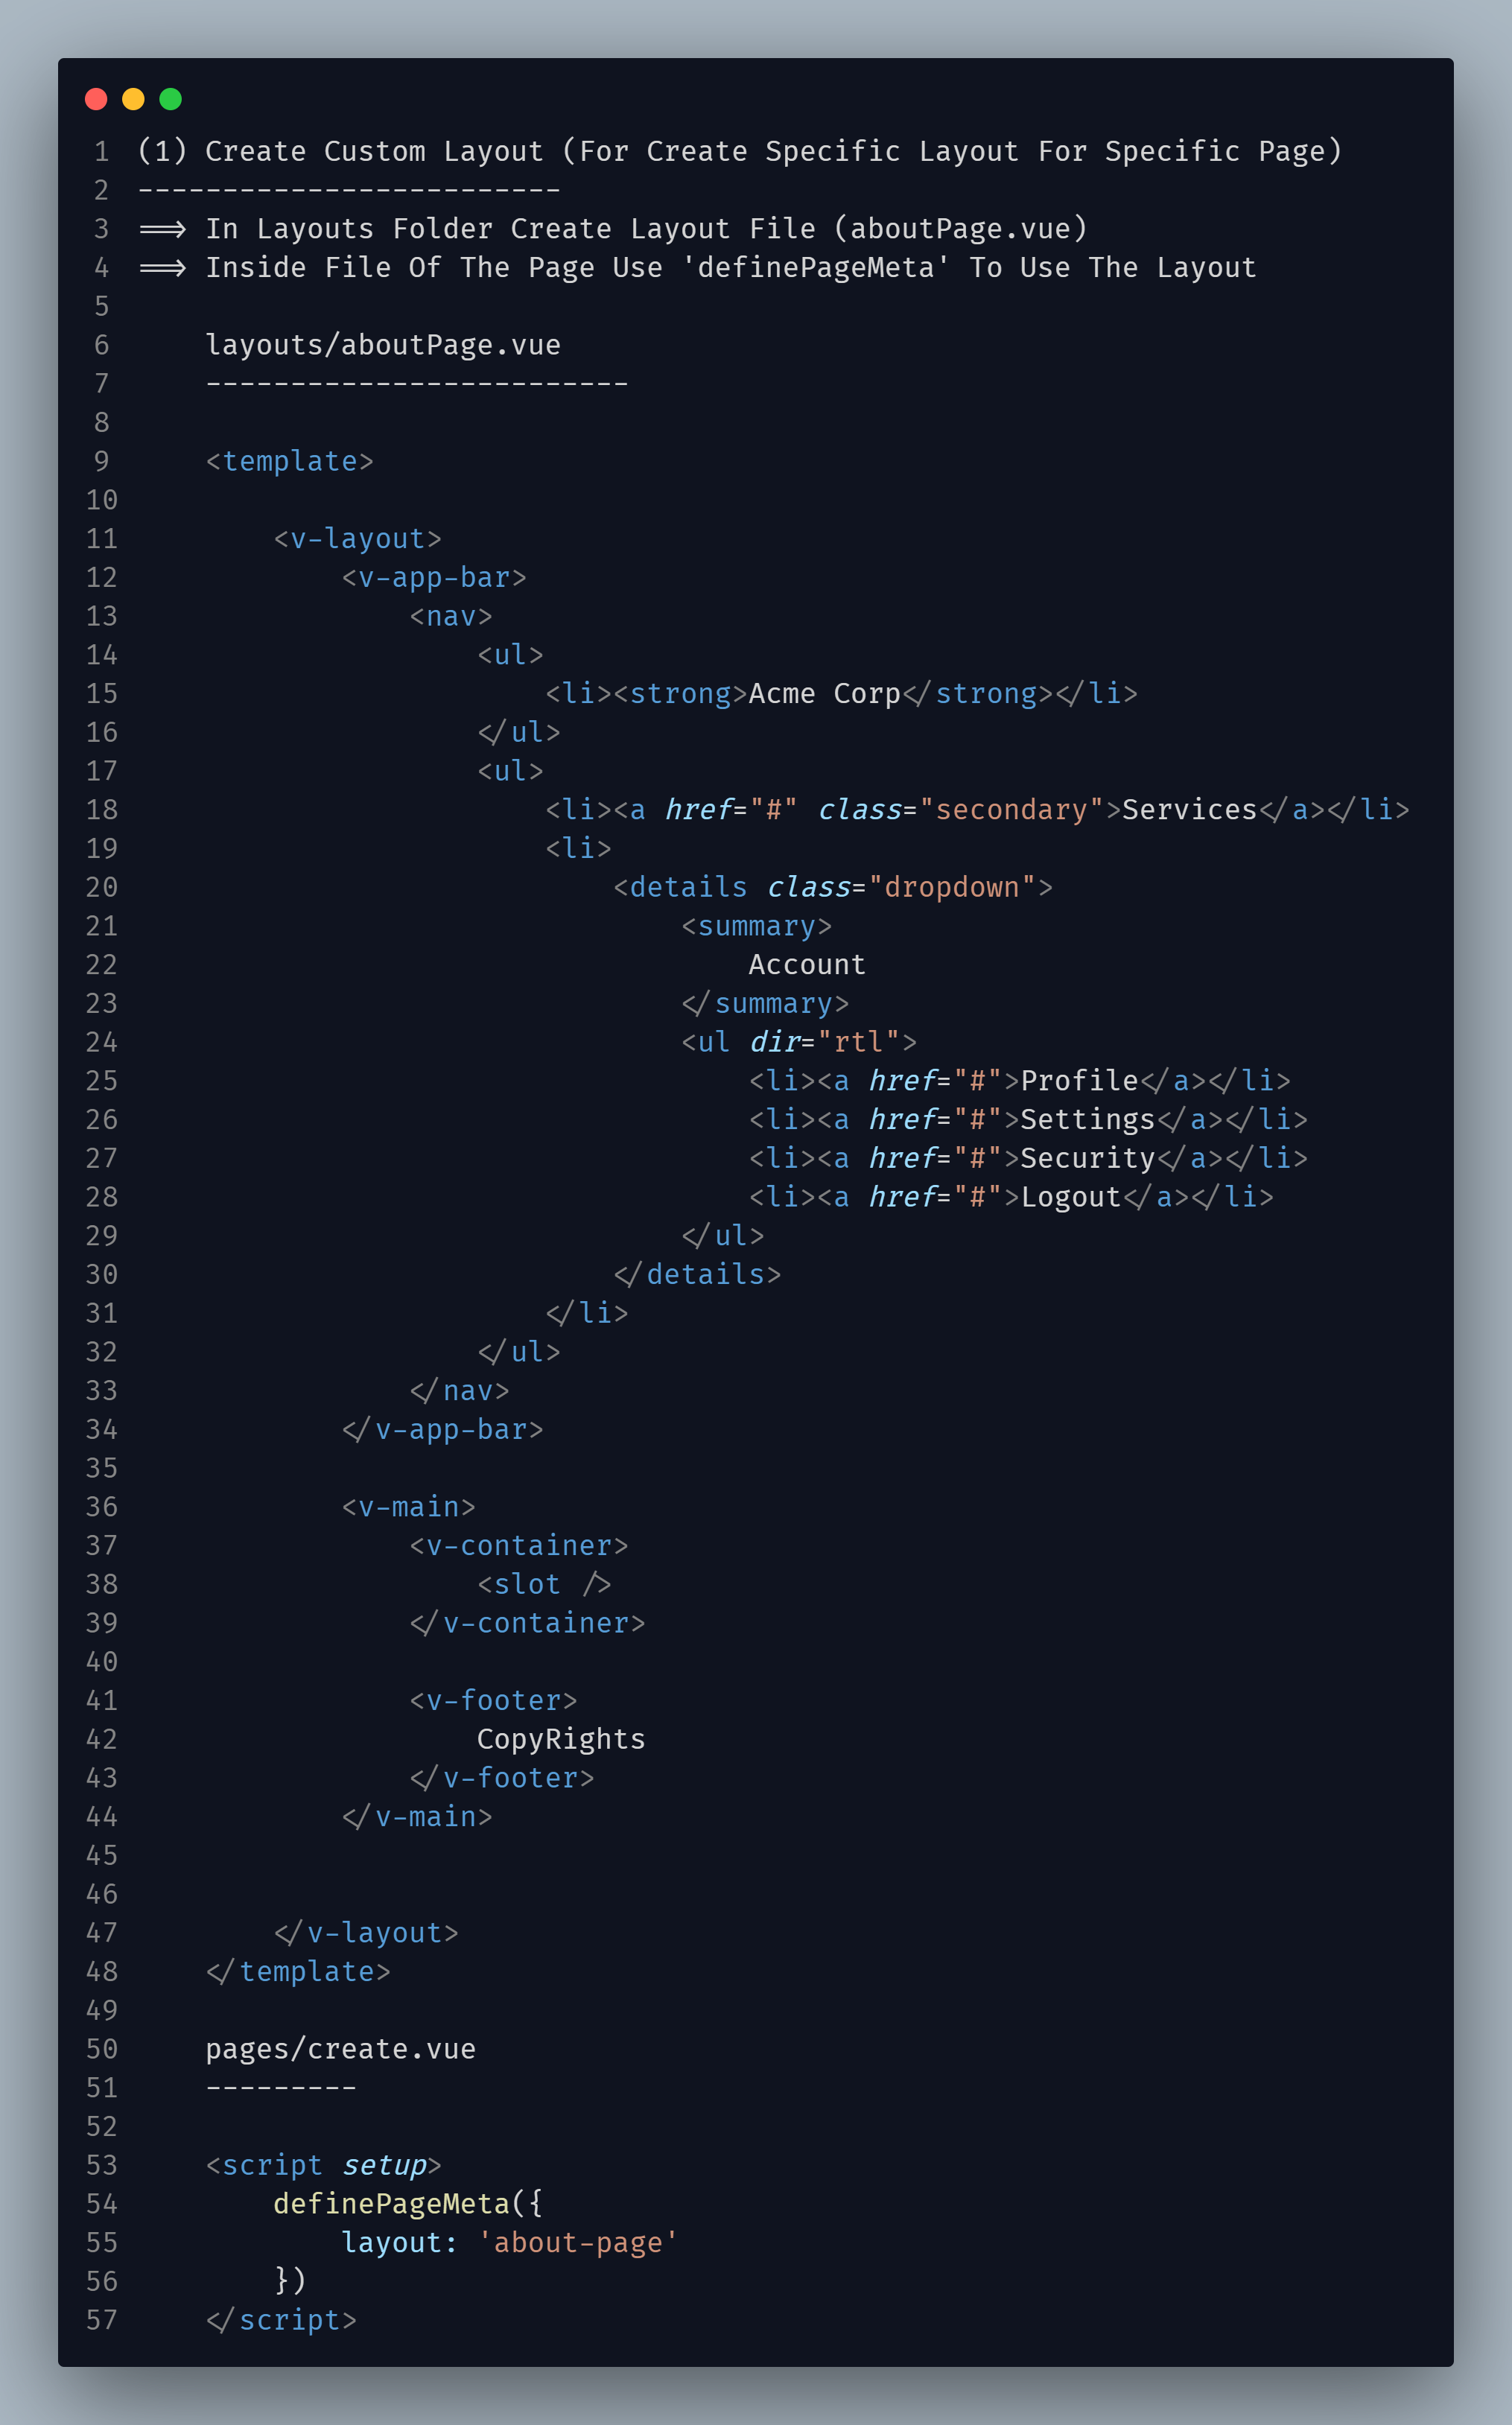 1 (1) Create Custom Layout (For Create Specific Layout For Specific Page)
2 -------------------------
3 ==> In Layouts Folder Create Layout File (aboutPage.vue)
4 ==> Inside File Of The Page Use 'definePageMeta' To Use The Layout
5
6     layouts/aboutPage.vue
7     -------------------------
8
9     <template>
10
11         <v-layout>
12             <v-app-bar>
13                 <nav>
14                     <ul>
15                         <li><strong>Acme Corp</strong></li>
16                     </ul>
17                     <ul>
18                         <li><a href="#" class="secondary">Services</a></li>
19                         <li>
20                             <details class="dropdown">
21                                 <summary>
22                                     Account
23                                 </summary>
24                                 <ul dir="rtl">
25                                     <li><a href="#">Profile</a></li>
26                                     <li><a href="#">Settings</a></li>
27                                     <li><a href="#">Security</a></li>
28                                     <li><a href="#">Logout</a></li>
29                                 </ul>
30                             </details>
31                         </li>
32                     </ul>
33                 </nav>
34             </v-app-bar>
35
36             <v-main>
37                 <v-container>
38                     <slot />
39                 </v-container>
40
41                 <v-footer>
42                     CopyRights
43                 </v-footer>
44             </v-main>
45
46
47         </v-layout>
48     </template>
49
50     pages/create.vue
51     ---------
52
53     <script setup>
54         definePageMeta({
55             layout: 'about-page'
56         })
57     </script>